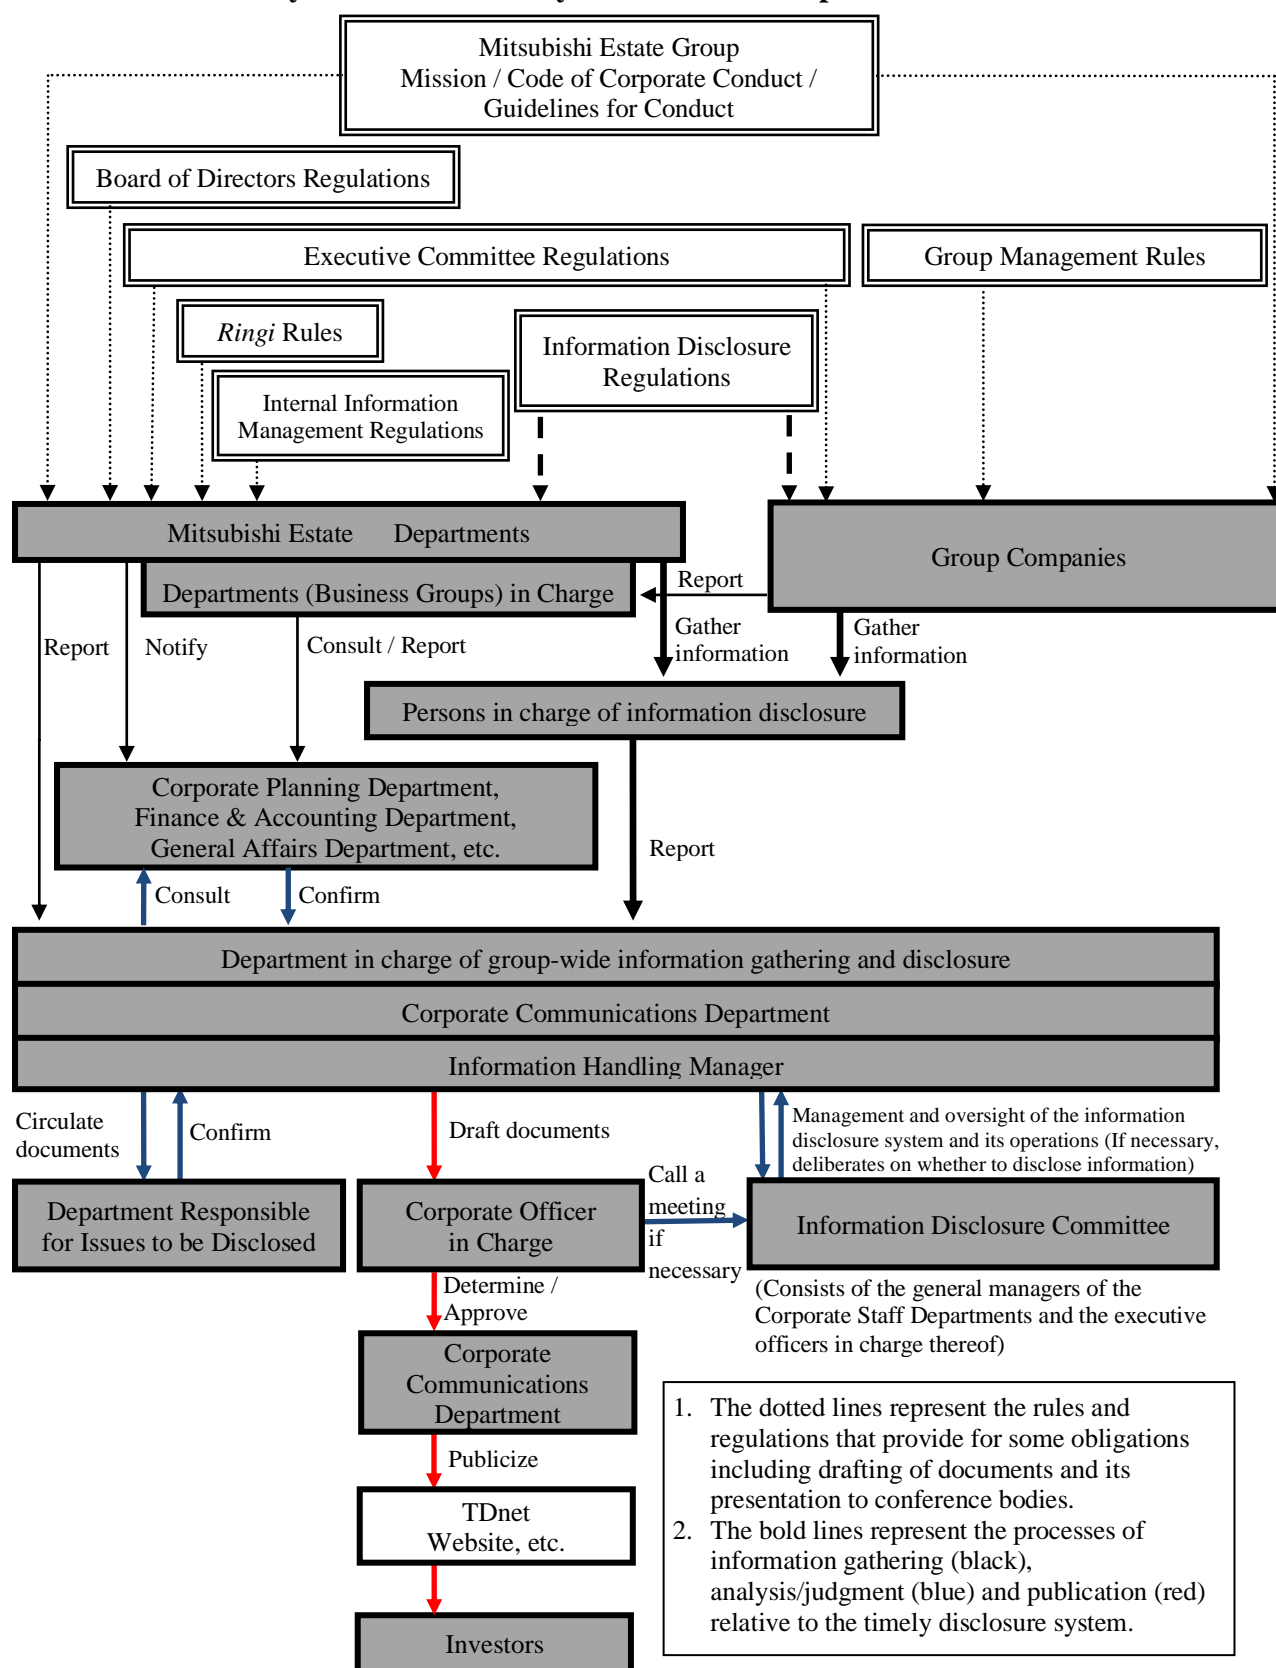 Mitsubishi Estate Group
Mission / Code of Corporate Conduct /
Guidelines for Conduct
Board of Directors Regulations
Executive Committee Regulations
Group Management Rules
Ringi Rules
Information Disclosure
Regulations
Internal Information
Management Regulations
Mitsubishi Estate Departments
Group Companies
Departments (Business Groups) in Charge
Report
Report
Notify
Consult / Report
Gather
information
Gather
information
Persons in charge of information disclosure
Corporate Planning Department,
Finance & Accounting Department,
General Affairs Department, etc.
Report
Consult
Confirm
Department in charge of group-wide information gathering and disclosure
Corporate Communications Department
Information Handling Manager
Circulate
documents
Confirm
Draft documents
Management and oversight of the information
disclosure system and its operations (If necessary,
deliberates on whether to disclose information)
Department Responsible
for Issues to be Disclosed
Corporate Officer
in Charge
Call a
meeting
if
necessary
Information Disclosure Committee
(Consists of the general managers of the
Corporate Staff Departments and the executive
officers in charge thereof)
Determine /
Approve
Corporate
Communications
Department
Publicize
TDnet
Website, etc.
Investors
1. The dotted lines represent the rules and
regulations that provide for some obligations
including drafting of documents and its
presentation to conference bodies.
2. The bold lines represent the processes of
information gathering (black),
analysis/judgment (blue) and publication (red)
relative to the timely disclosure system.